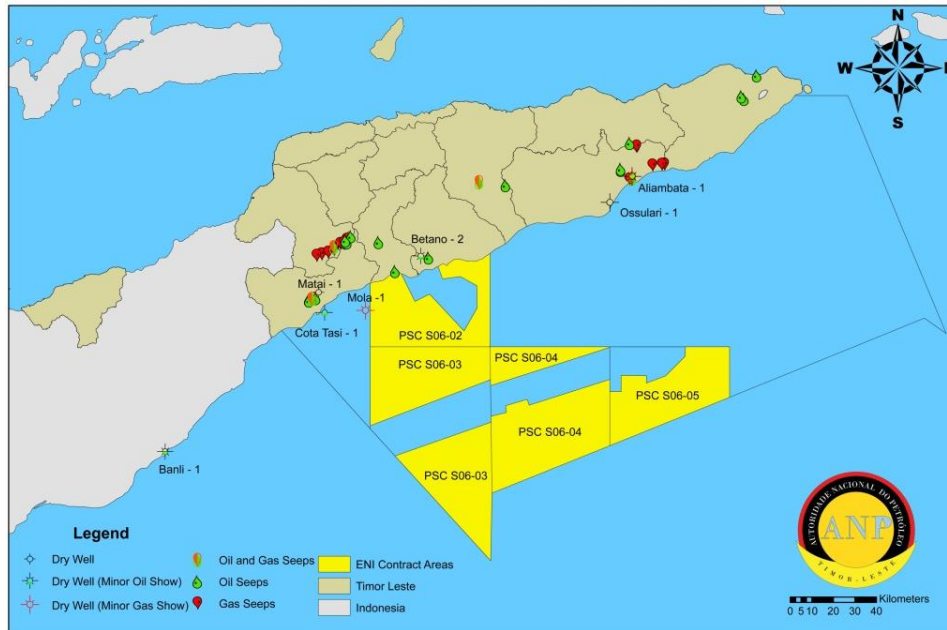 N
W
E
S
Aliambata - 1
Ossulari - 1
Betano - 2
Matai - 1
Mola -1
Cota Tasi - 1
PSC S06-02
PSC S06-03
PSC S06-04
PSC S06-05
PSC S06-04
PSC S06-03
Banli - 1
Legend
Dry Well
Dry Well (Minor Oil Show)
Dry Well (Minor Gas Show)
Oil and Gas Seeps
Oil Seeps
Gas Seeps
ENI Contract Areas
Timor Leste
Indonesia
AUTORIDADE NACIONAL DO PETRÓLEO
ANP
TIMOR-LESTE
Kilometers
0 5 10 20 30 40